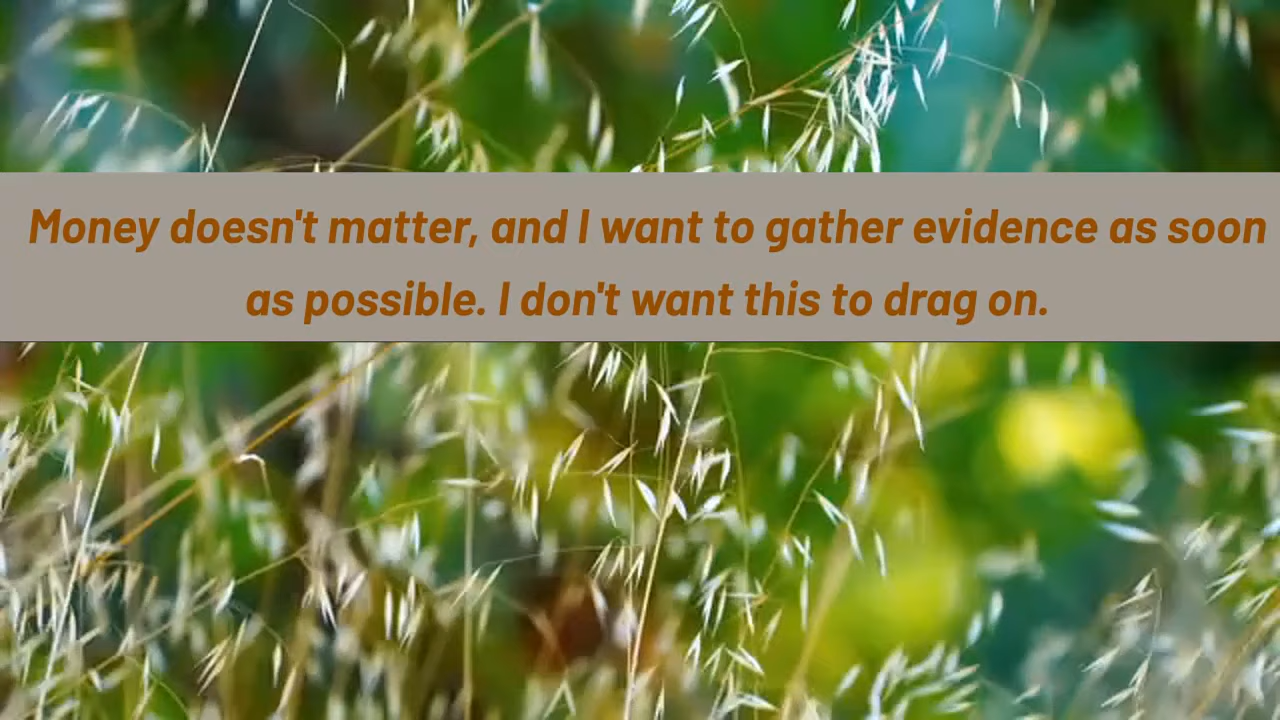 Money doesn't matter, and I want to gather evidence as soon
as possible. I don't want this to drag on.